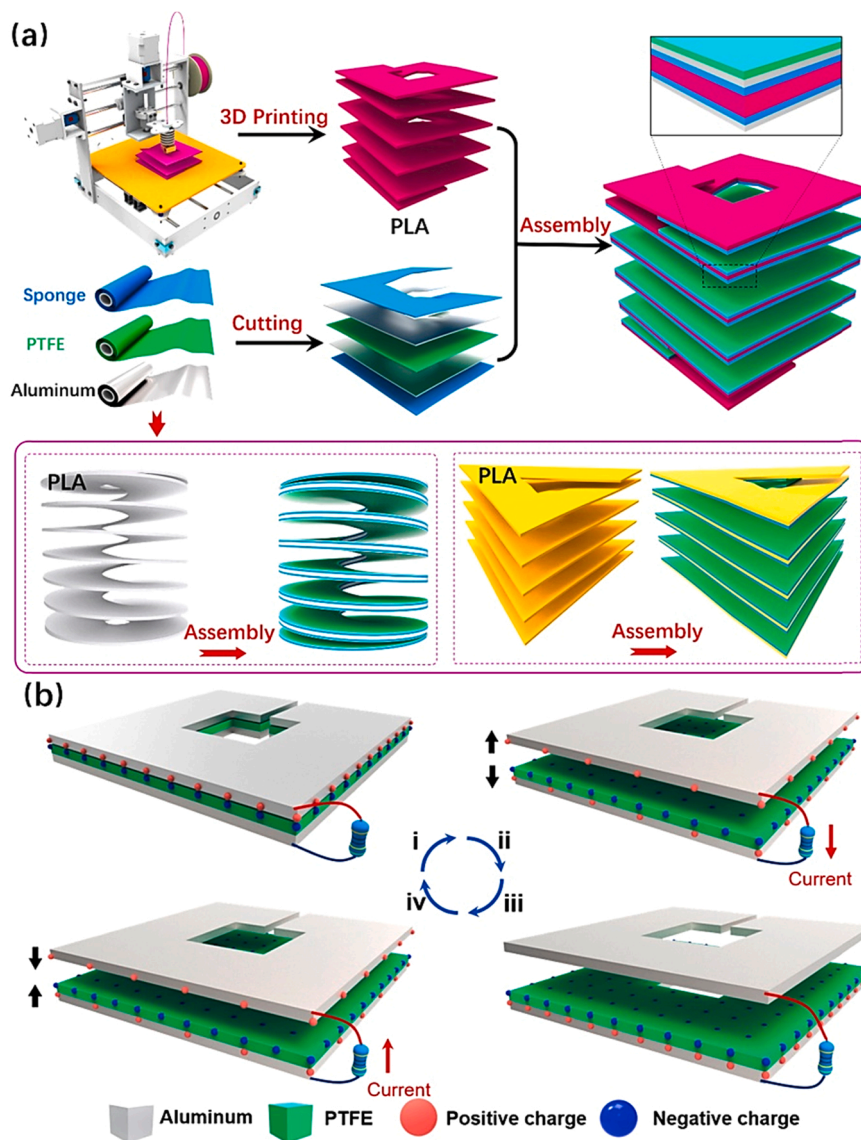 (a)
3D Printing
PLA
Assembly
Sponge
PTFE
Cutting
Aluminum
PLA
Assembly
PLA
Assembly
(b)
i
ii
iii
iv
Current
Current
Aluminum
PTFE
Positive charge
Negative charge